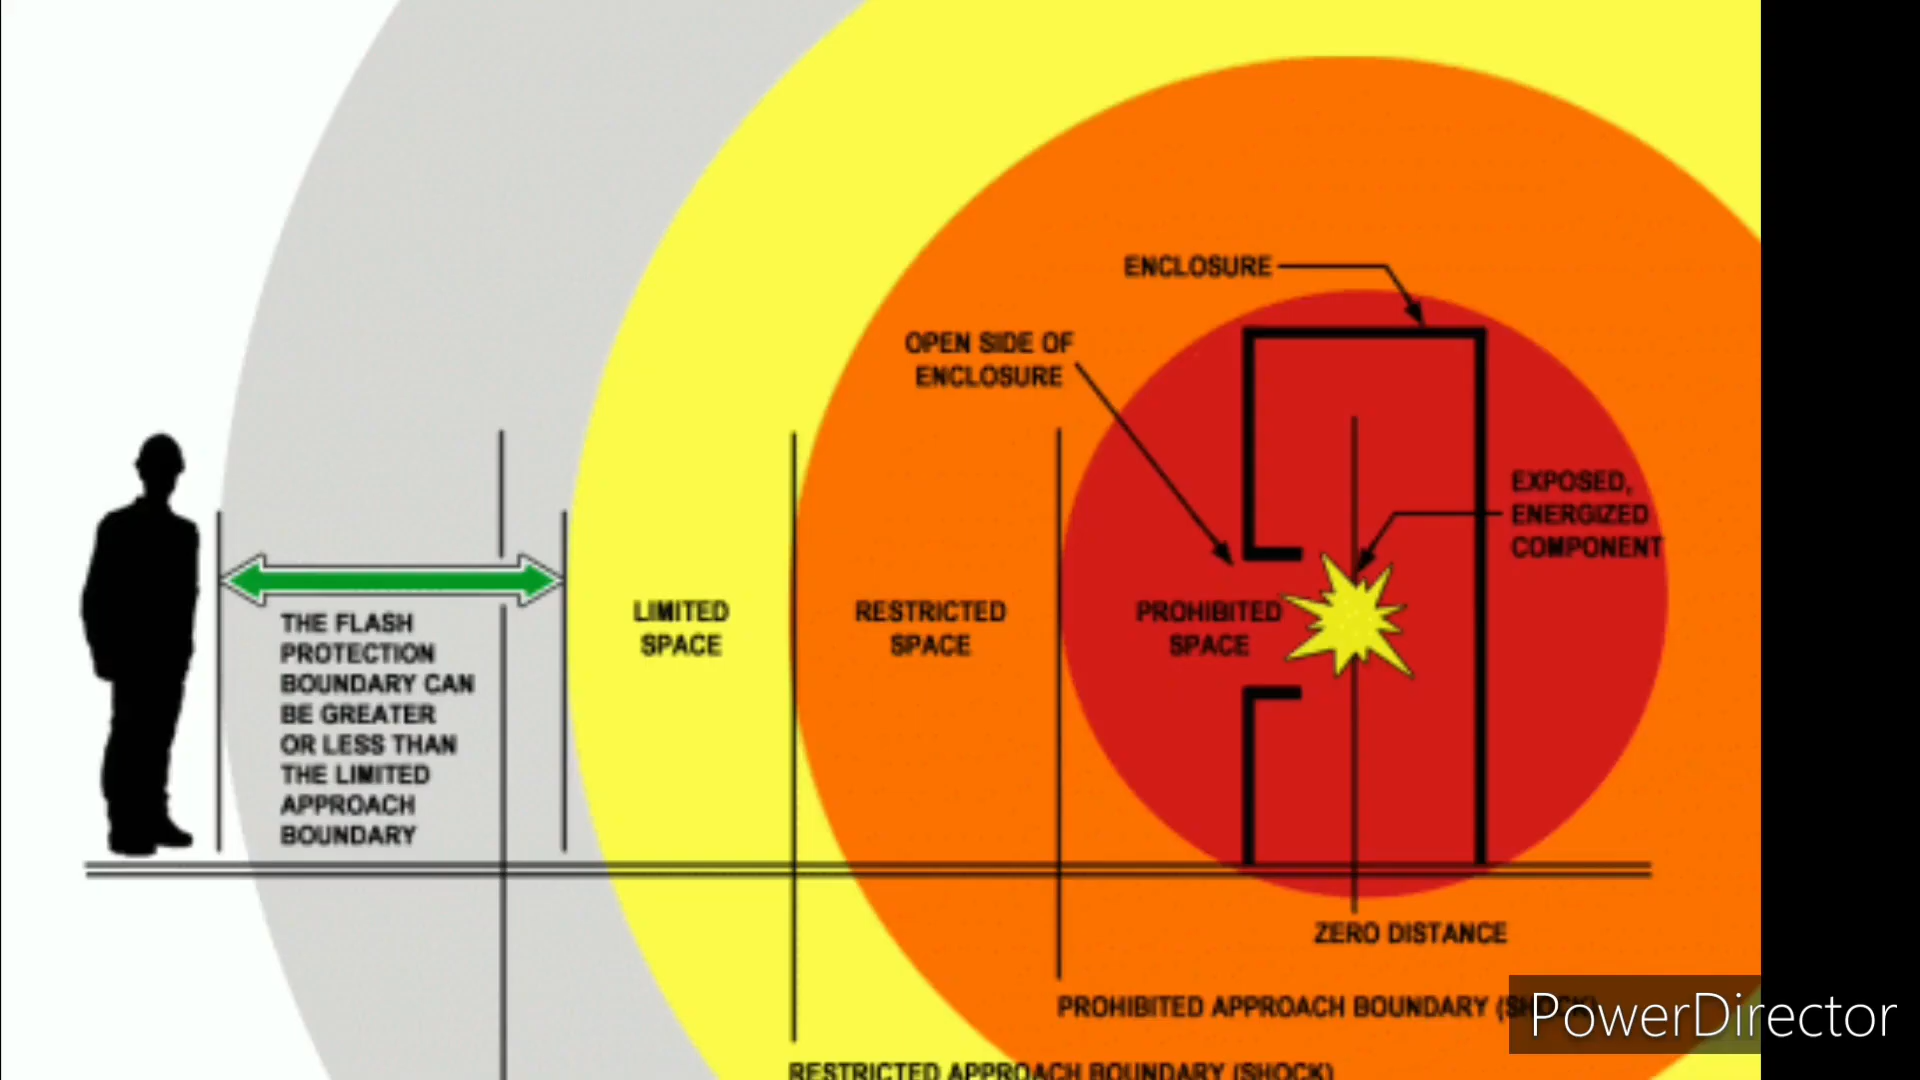 ENCLOSURE
OPEN SIDE OF
ENCLOSURE
EXPOSED,
ENERGIZED
COMPONENT
THE FLASH
PROTECTION
BOUNDARY CAN
BE GREATER
OR LESS THAN
THE LIMITED
APPROACH
BOUNDARY
LIMITED
SPACE
RESTRICTED
SPACE
PROHIBITED
SPACE
ZERO DISTANCE
PROHIBITED APPROACH BOUNDARY (SHOCK)
PowerDirector
RESTRICTED APPROACH BOUNDARY (SHOCK)